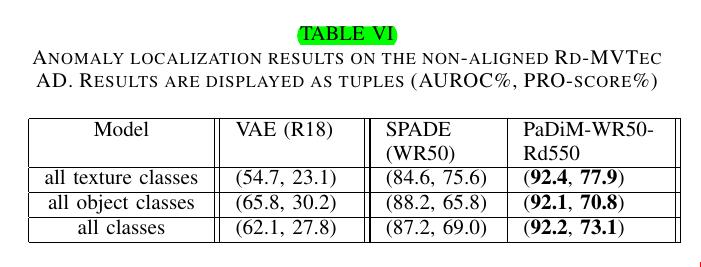 TABLE VI
ANOMALY LOCALIZATION RESULTS ON THE NON-ALIGNED RD-MVTEC
AD. RESULTS ARE DISPLAYED AS TUPLES (AUROC%, PRO-SCORE%)
Model VAE (R18) SPADE (WR50) PaDiM-WR50-Rd550
all texture classes (54.7, 23.1) (84.6, 75.6) (92.4, 77.9)
all object classes (65.8, 30.2) (88.2, 65.8) (92.1, 70.8)
all classes (62.1, 27.8) (87.2, 69.0) (92.2, 73.1)